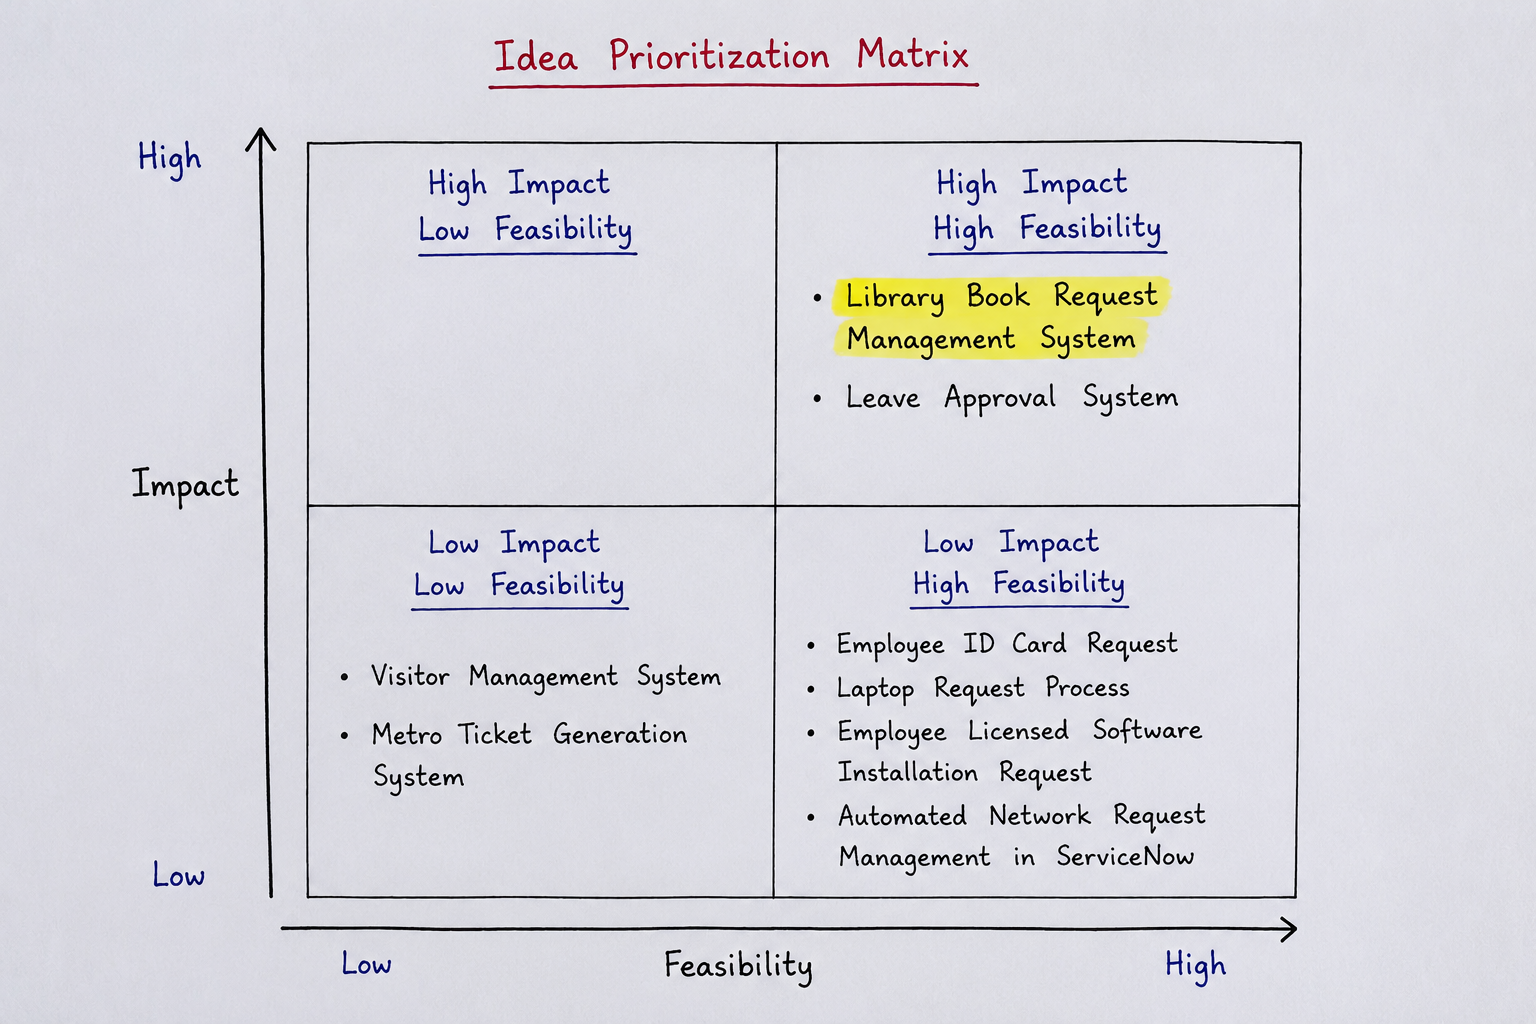 Idea Prioritization Matrix
High
High Impact
Low Feasibility
High Impact
High Feasibility
• Library Book Request
Management System
• Leave Approval System
Impact
Low Impact
Low Feasibility
• Visitor Management System
• Metro Ticket Generation
System
Low Impact
High Feasibility
• Employee ID Card Request
• Laptop Request Process
• Employee Licensed Software
Installation Request
• Automated Network Request
Management in ServiceNow
Low
Low
Feasibility
High